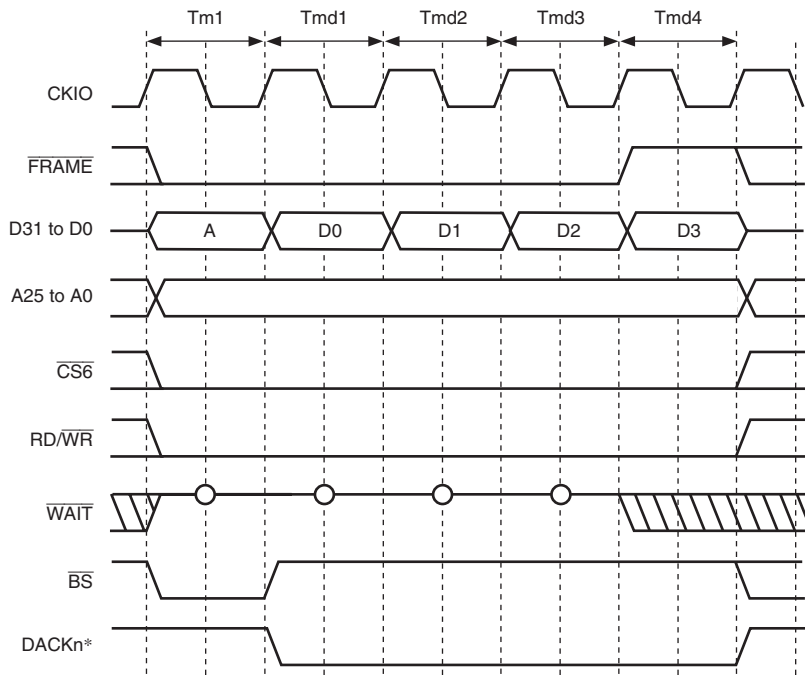 Tm1 Tmd1 Tmd2 Tmd3 Tmd4
CKIO
FRAME
D31 to D0 A D0 D1 D2 D3
A25 to A0
CS6
RD/WR
WAIT
BS
DACKn*